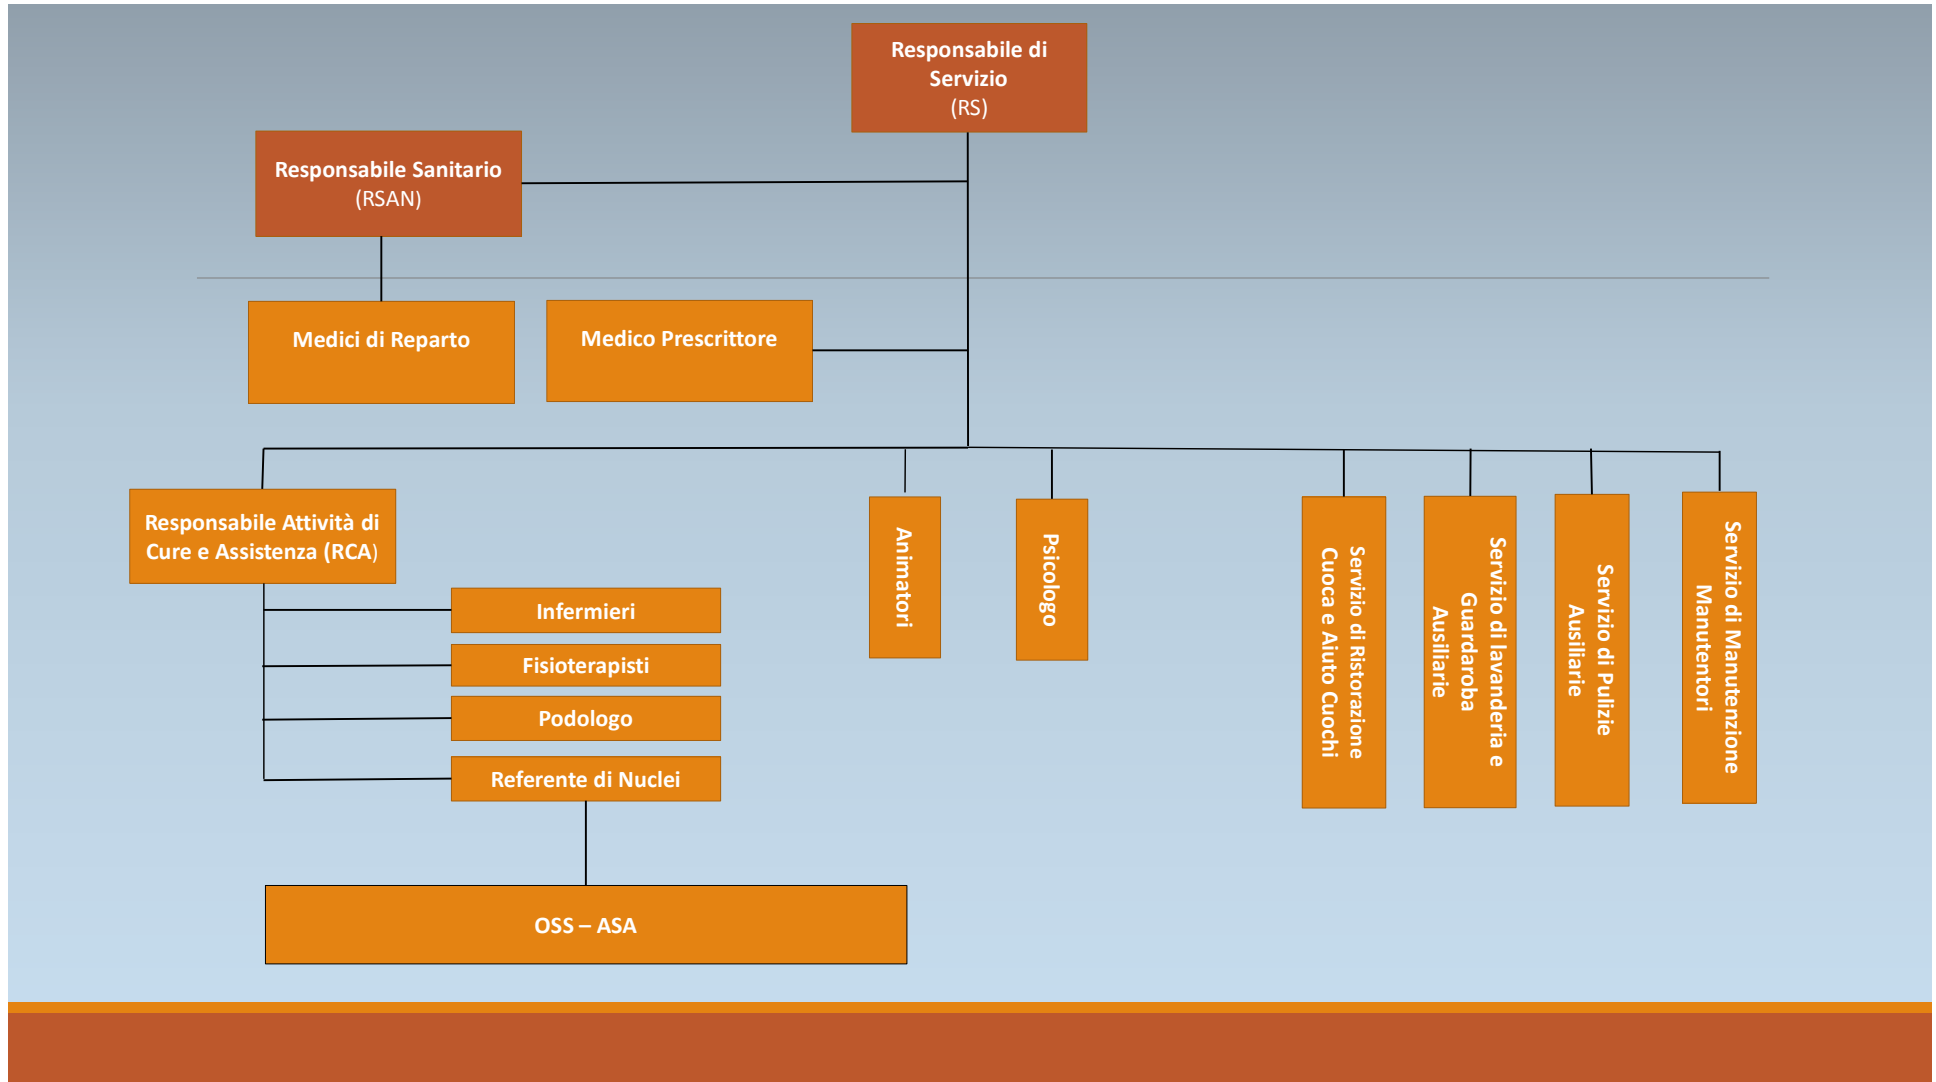 Responsabile di
Servizio
(RS)
Responsabile Sanitario
(RSAN)
Medici di Reparto
Medico Prescrittore
Responsabile Attività di
Cure e Assistenza (RCA)
Infermieri
Fisioterapisti
Podologo
Referente di Nuclei
OSS – ASA
Animatori
Psicologo
Servizio di Ristorazione
Cuoca e Aiuto Cuochi
Servizio di lavanderia e
Guardaroba
Ausiliarie
Servizio di Pulizie
Ausiliarie
Servizio di Manutenzione
Manutentori